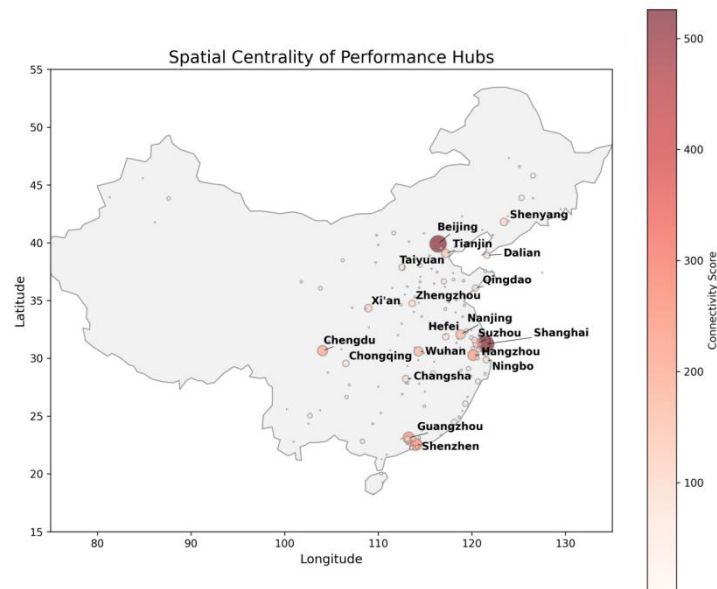 Spatial Centrality of Performance Hubs
55
50
45
40
35
30
25
20
15
Latitude
80
90
100
110
120
130
Longitude
Shenyang
Beijing
Tianjin
Dalian
Taiyuan
Qingdao
Xi'an
Zhengzhou
Nanjing
Hefei
Suzhou
Shanghai
Chengdu
Wuhan
Hangzhou
Chongqing
Ningbo
Changsha
Guangzhou
Shenzhen
500
400
300
200
100
Connectivity Score